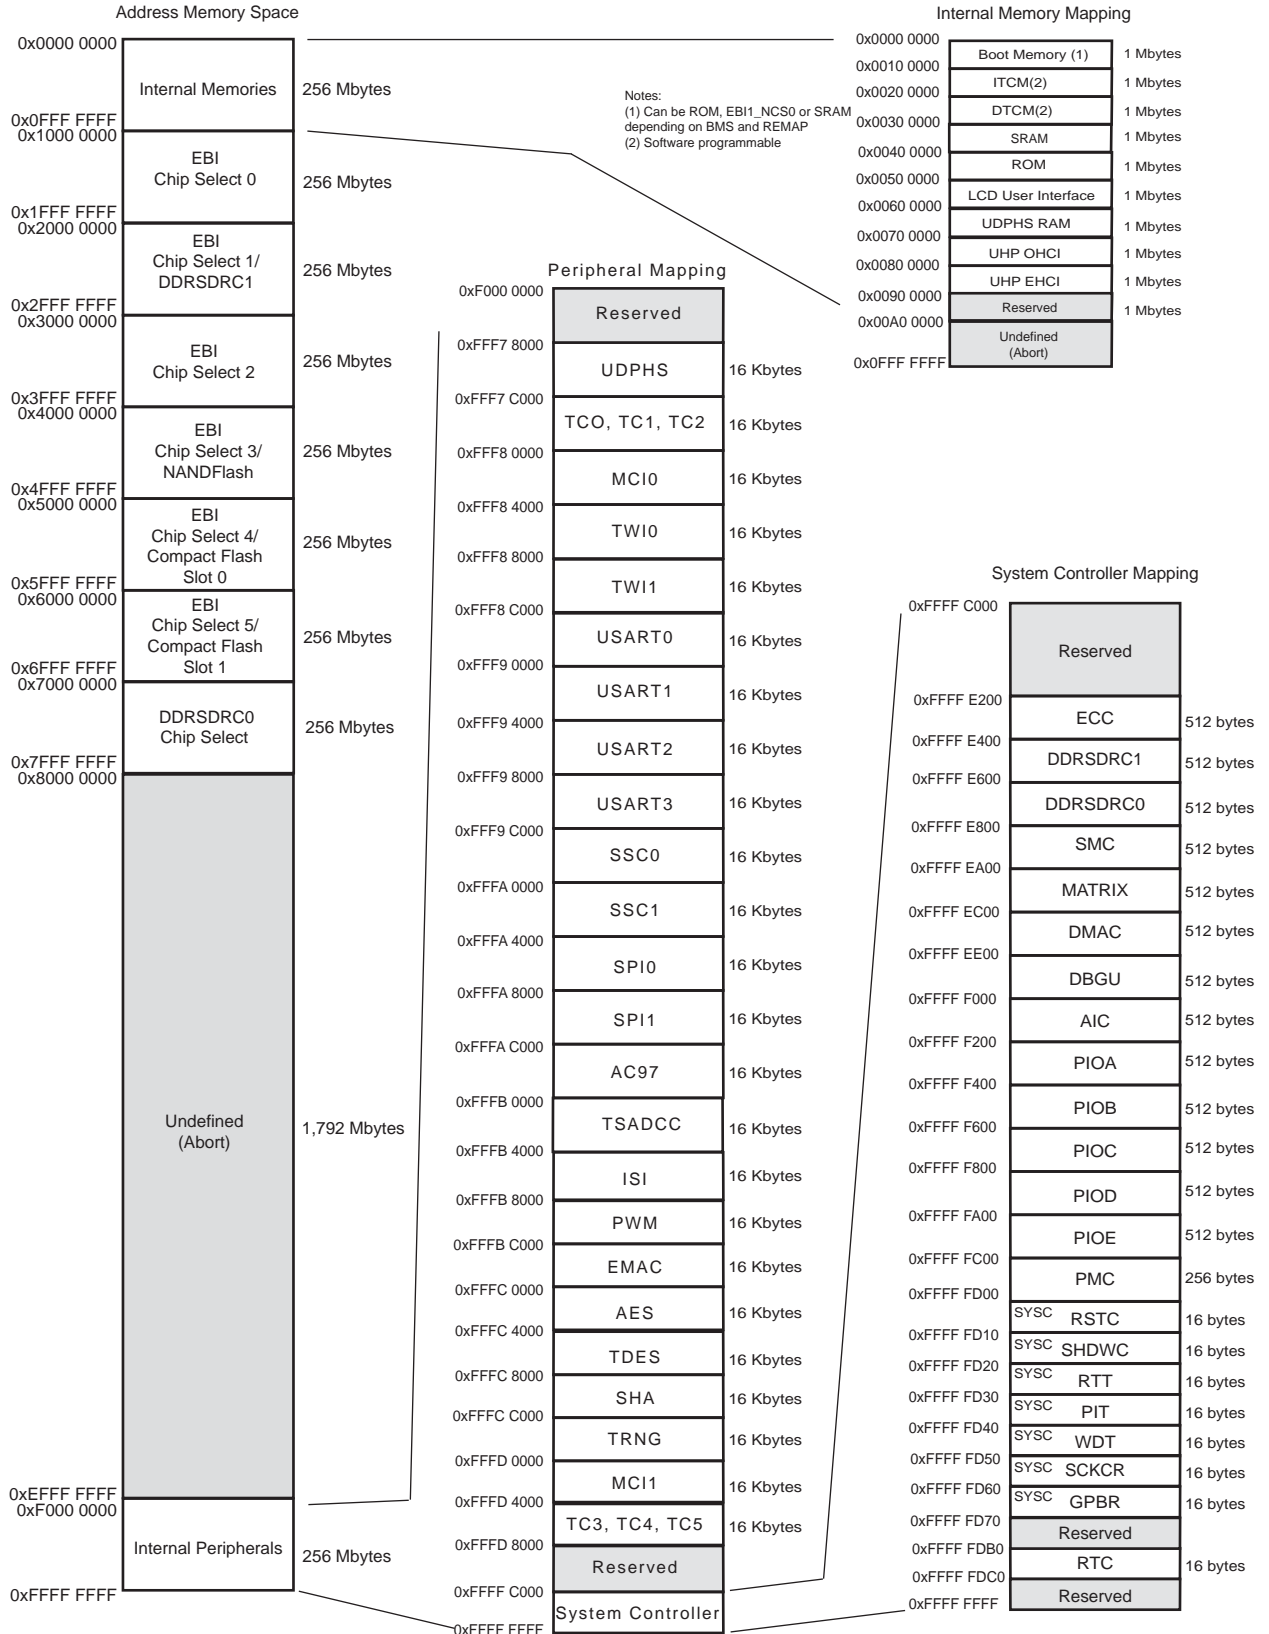 Address Memory Space
0x0000 0000
Internal Memories
256 Mbytes
0x0FFF FFFF
0x1000 0000
EBI
Chip Select 0
256 Mbytes
0x1FFF FFFF
0x2000 0000
EBI
Chip Select 1/
DDRSDRC1
256 Mbytes
0x2FFF FFFF
0x3000 0000
EBI
Chip Select 2
256 Mbytes
0x3FFF FFFF
0x4000 0000
EBI
Chip Select 3/
NANDFlash
256 Mbytes
0x4FFF FFFF
0x5000 0000
EBI
Chip Select 4/
Compact Flash
Slot 0
256 Mbytes
0x5FFF FFFF
0x6000 0000
EBI
Chip Select 5/
Compact Flash
Slot 1
256 Mbytes
0x6FFF FFFF
0x7000 0000
DDRSDRC0
Chip Select
256 Mbytes
0x7FFF FFFF
0x8000 0000
Undefined
(Abort)
1,792 Mbytes
0xEFFF FFFF
0xF000 0000
Internal Peripherals
256 Mbytes
0xFFFF FFFF
Peripheral Mapping
0xF000 0000
Reserved
0xFFF7 8000
UDPHS
16 Kbytes
0xFFF7 C000
TCO, TC1, TC2
16 Kbytes
0xFFF8 0000
MCI0
16 Kbytes
0xFFF8 4000
TWI0
16 Kbytes
0xFFF8 8000
TWI1
16 Kbytes
0xFFF8 C000
USART0
16 Kbytes
0xFFF9 0000
USART1
16 Kbytes
0xFFF9 4000
USART2
16 Kbytes
0xFFF9 8000
USART3
16 Kbytes
0xFFF9 C000
SSC0
16 Kbytes
0xFFFA 0000
SSC1
16 Kbytes
0xFFFA 4000
SPI0
16 Kbytes
0xFFFA 8000
SPI1
16 Kbytes
0xFFFA C000
AC97
16 Kbytes
0xFFFB 0000
TSADCC
16 Kbytes
0xFFFB 4000
ISI
16 Kbytes
0xFFFB 8000
PWM
16 Kbytes
0xFFFB C000
EMAC
16 Kbytes
0xFFFC 0000
AES
16 Kbytes
0xFFFC 4000
TDES
16 Kbytes
0xFFFC 8000
SHA
16 Kbytes
0xFFFC C000
TRNG
16 Kbytes
0xFFFD 0000
MCI1
16 Kbytes
0xFFFD 4000
TC3, TC4, TC5
16 Kbytes
0xFFFD 8000
Reserved
0xFFFF C000
System Controller
0xFFFF FFFF
Internal Memory Mapping
Notes:
(1) Can be ROM, EBI1_NCS0 or SRAM
depending on BMS and REMAP
(2) Software programmable
0x0000 0000
Boot Memory (1)
1 Mbytes
0x0010 0000
ITCM(2)
1 Mbytes
0x0020 0000
DTCM(2)
1 Mbytes
0x0030 0000
SRAM
1 Mbytes
0x0040 0000
ROM
1 Mbytes
0x0050 0000
LCD User Interface
1 Mbytes
0x0060 0000
UDPHS RAM
1 Mbytes
0x0070 0000
UHP OHCI
1 Mbytes
0x0080 0000
UHP EHCI
1 Mbytes
0x0090 0000
Reserved
1 Mbytes
0x00A0 0000
Undefined
(Abort)
0x0FFF FFFF
System Controller Mapping
0xFFFF C000
Reserved
0xFFFF E200
ECC
512 bytes
0xFFFF E400
DDRSDRC1
512 bytes
0xFFFF E600
DDRSDRC0
512 bytes
0xFFFF E800
SMC
512 bytes
0xFFFF EA00
MATRIX
512 bytes
0xFFFF EC00
DMAC
512 bytes
0xFFFF EE00
DBGU
512 bytes
0xFFFF F000
AIC
512 bytes
0xFFFF F200
PIOA
512 bytes
0xFFFF F400
PIOB
512 bytes
0xFFFF F600
PIOC
512 bytes
0xFFFF F800
PIOD
512 bytes
0xFFFF FA00
PIOE
512 bytes
0xFFFF FC00
PMC
256 bytes
0xFFFF FD00
SYSC RSTC
16 bytes
0xFFFF FD10
SYSC SHDWC
16 bytes
0xFFFF FD20
SYSC RTT
16 bytes
0xFFFF FD30
SYSC PIT
16 bytes
0xFFFF FD40
SYSC WDT
16 bytes
0xFFFF FD50
SYSC SCKCR
16 bytes
0xFFFF FD60
SYSC GPBR
16 bytes
0xFFFF FD70
Reserved
0xFFFF FDB0
RTC
16 bytes
0xFFFF FDC0
Reserved
0xFFFF FFFF